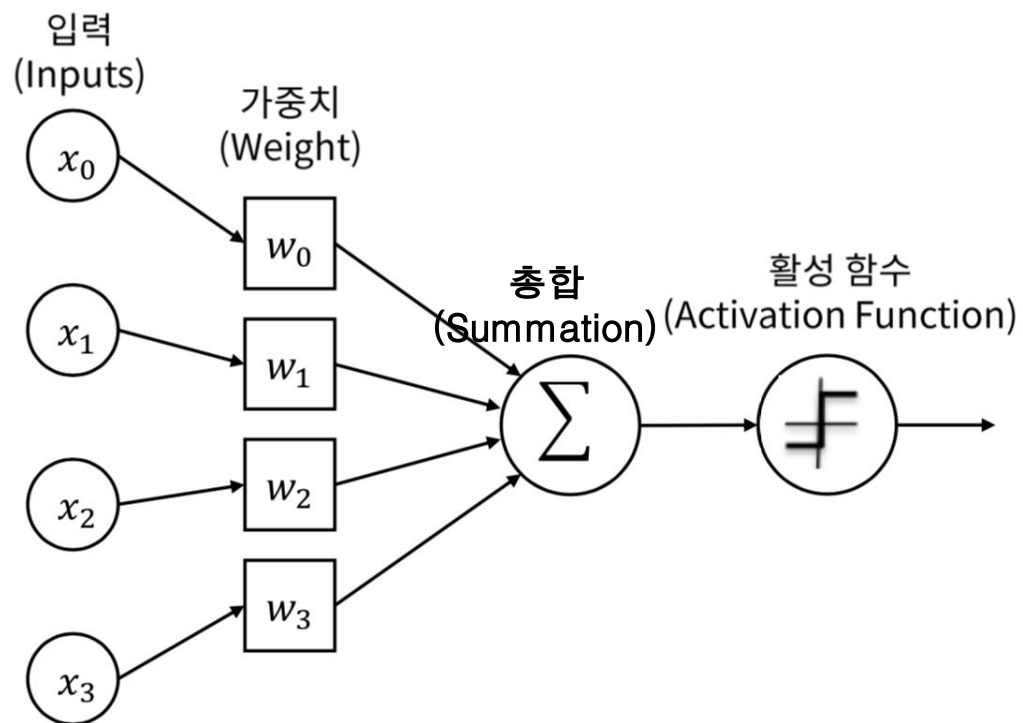 입력
(Inputs)
가중치
(Weight)
총합
(Summation)
활성 함수
(Activation Function)
x₀
w₀
x₁
w₁
∑
x₂
w₂
x₃
w₃